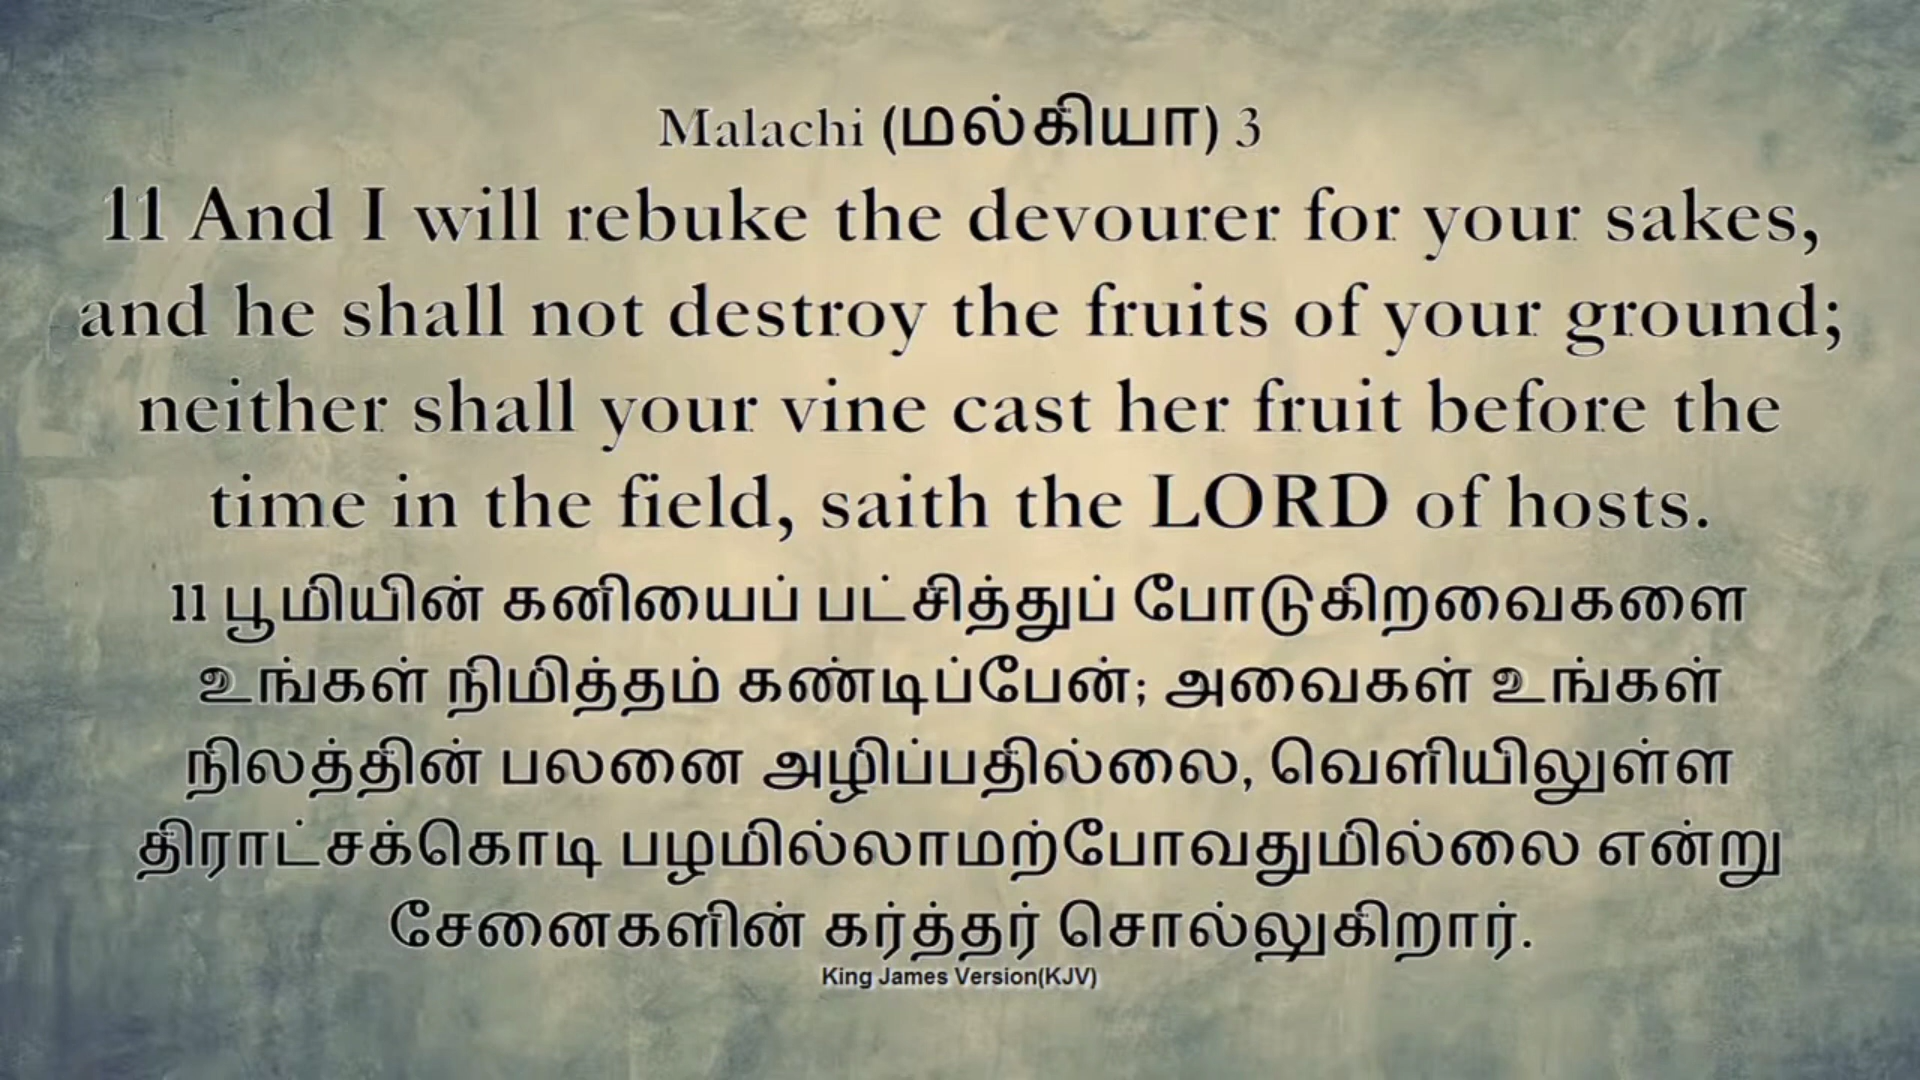 Malachi (மல்கியா) 3
11 And I will rebuke the devourer for your sakes,
and he shall not destroy the fruits of your ground;
neither shall your vine cast her fruit before the
time in the field, saith the LORD of hosts.
11 பூமியின் கனியைப் பட்சித்துப் போடுகிறவைகளை
உங்கள் நிமித்தம் கண்டிப்பேன்; அவைகள் உங்கள்
நிலத்தின் பலனை அழிப்பதில்லை, வெளியிலுள்ள
திராட்சக்கொடி பழமில்லாமற்போவதுமில்லை என்று
சேனைகளின் கர்த்தர் சொல்லுகிறார்.
King James Version(KJV)